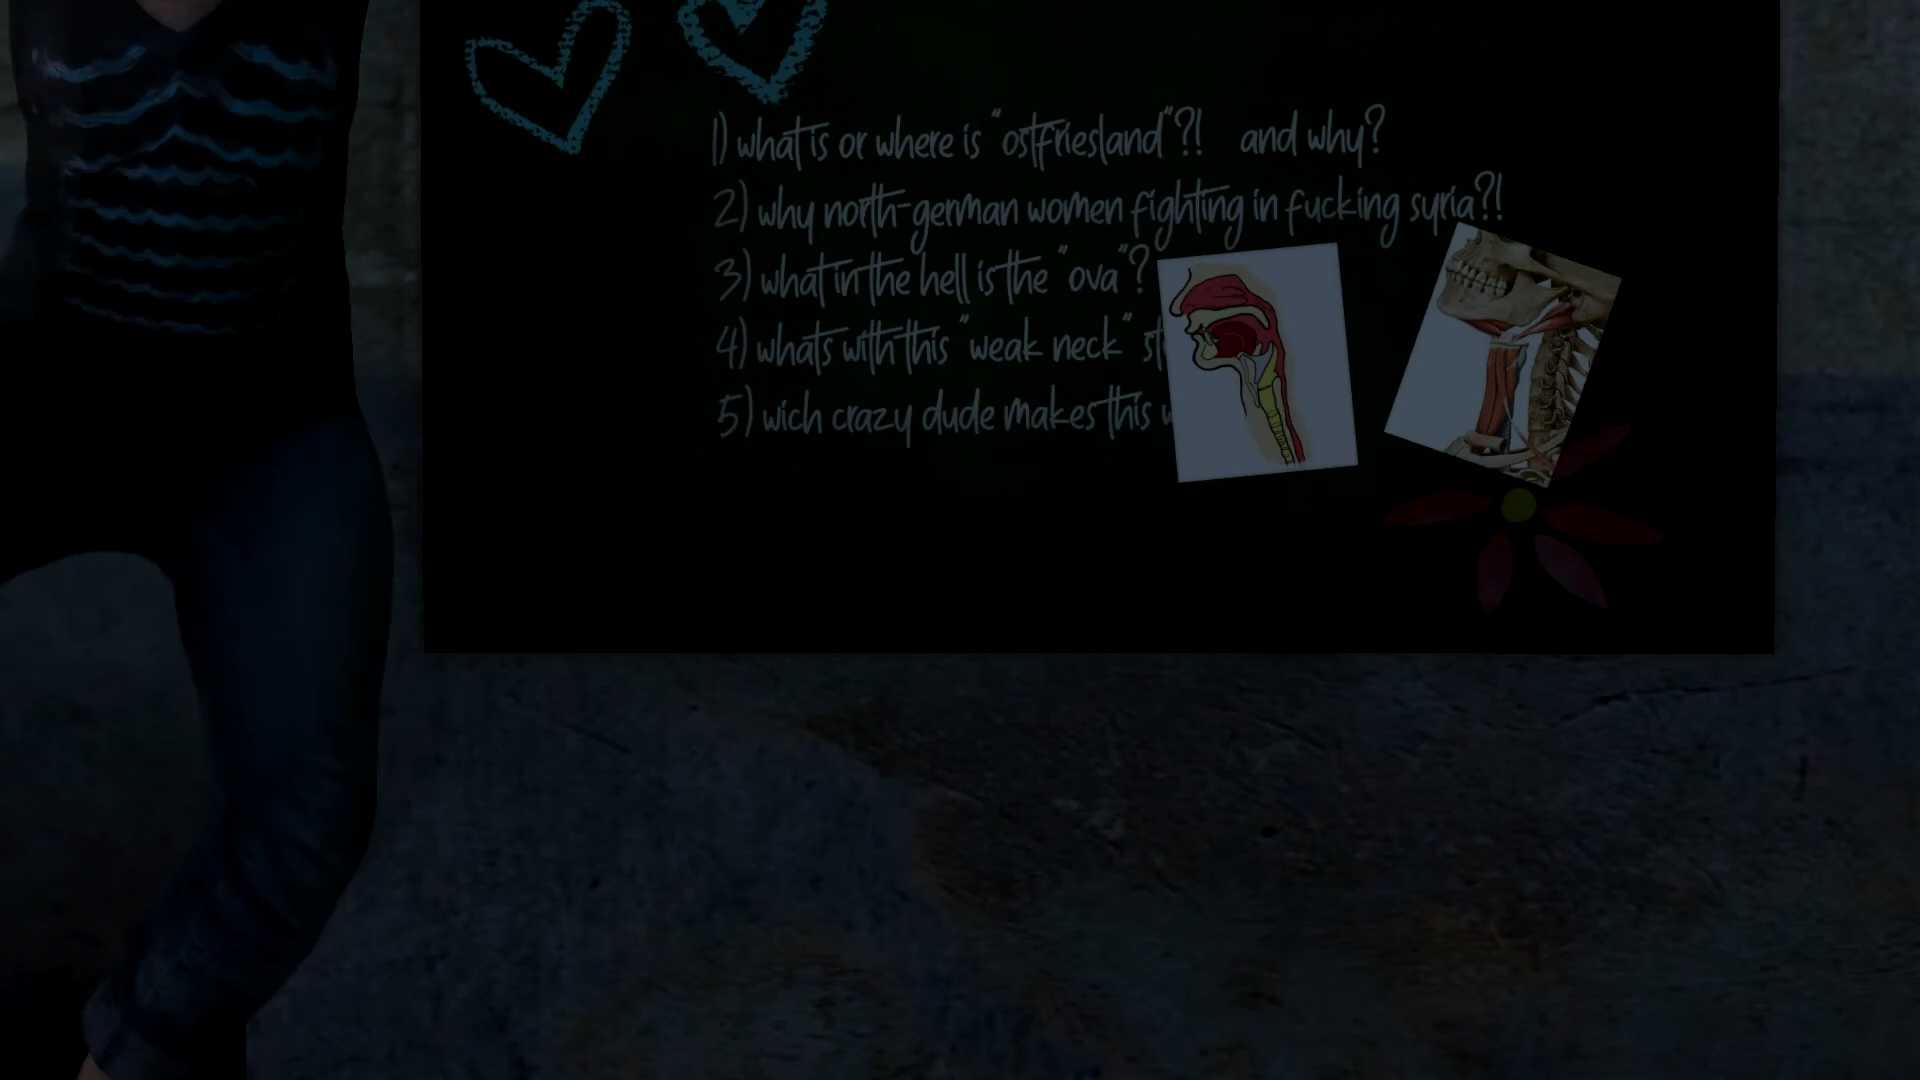 1) what is or where is "ostfriesland"?! and why?
2) why north-german women fighting in fucking syria?!
3) what in the hell is the "ova"?
4) whats with this "weak neck"
5) wich crazy dude makes this